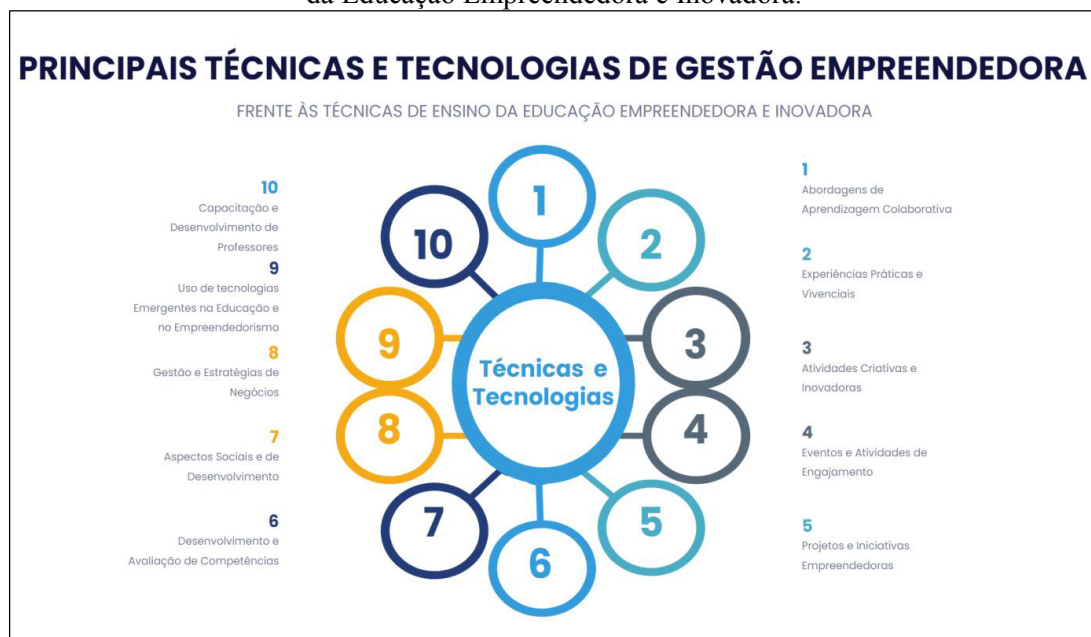 da Educação Empreendedora e Inovadora.
PRINCIPAIS TÉCNICAS E TECNOLOGIAS DE GESTÃO EMPREENDEDORA
FRENTE ÀS TÉCNICAS DE ENSINO DA EDUCAÇÃO EMPREENDEDORA E INOVADORA
10
Capacitação e
Desenvolvimento de
Professores
9
Uso de tecnologias
Emergentes na Educação e
no Empreendedorismo
8
Gestão e Estratégias de
Negócios
7
Aspectos Sociais e de
Desenvolvimento
6
Desenvolvimento e
Avaliação de Competências
1
2
3
4
5
6
7
8
9
10
Técnicas e
Tecnologias
1
Abordagens de
Aprendizagem Colaborativa
2
Experiências Práticas e
Vivenciais
3
Atividades Criativas e
Inovadoras
4
Eventos e Atividades de
Engajamento
5
Projetos e Iniciativas
Empreendedoras